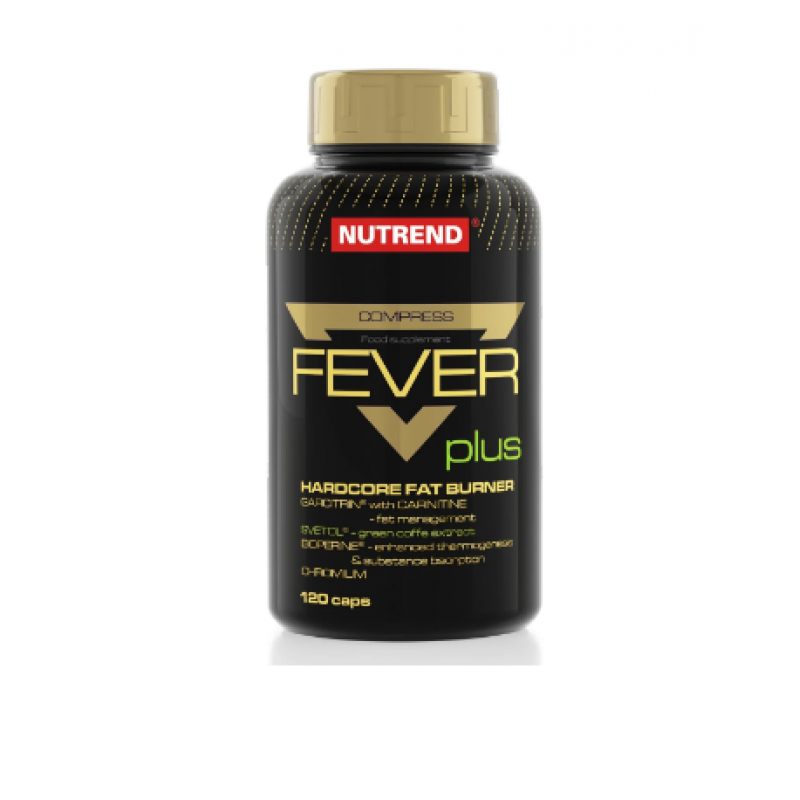 NUTREND®
COMPRESS
Food supplement
FEVER
plus
HARDCORE FAT BURNER
GARCITRIN® with CARNITINE
- fat management
SVETOL® - green coffe extract
BIOPERINE® - enhanced thermogenesis
& substance bsorption
CHROMIUM
120 caps